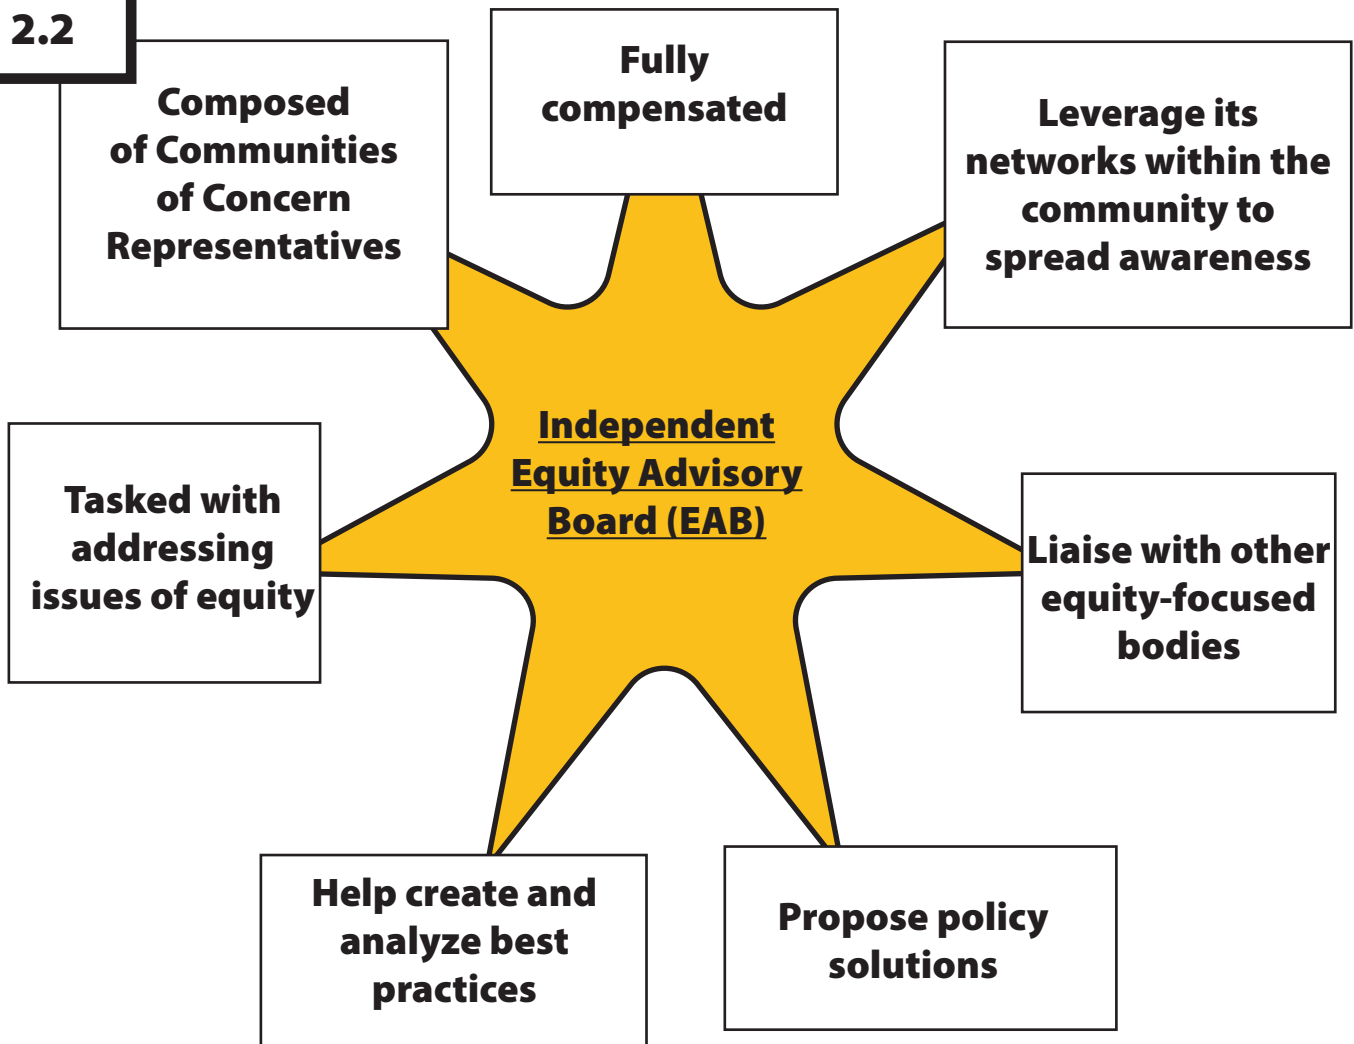 2.2
Composed
of Communities
of Concern
Representatives
Fully
compensated
Leverage its
networks within the
community to
spread awareness
Independent
Equity Advisory
Board (EAB)
Tasked with
addressing
issues of equity
Liaise with other
equity-focused
bodies
Help create and
analyze best
practices
Propose policy
solutions